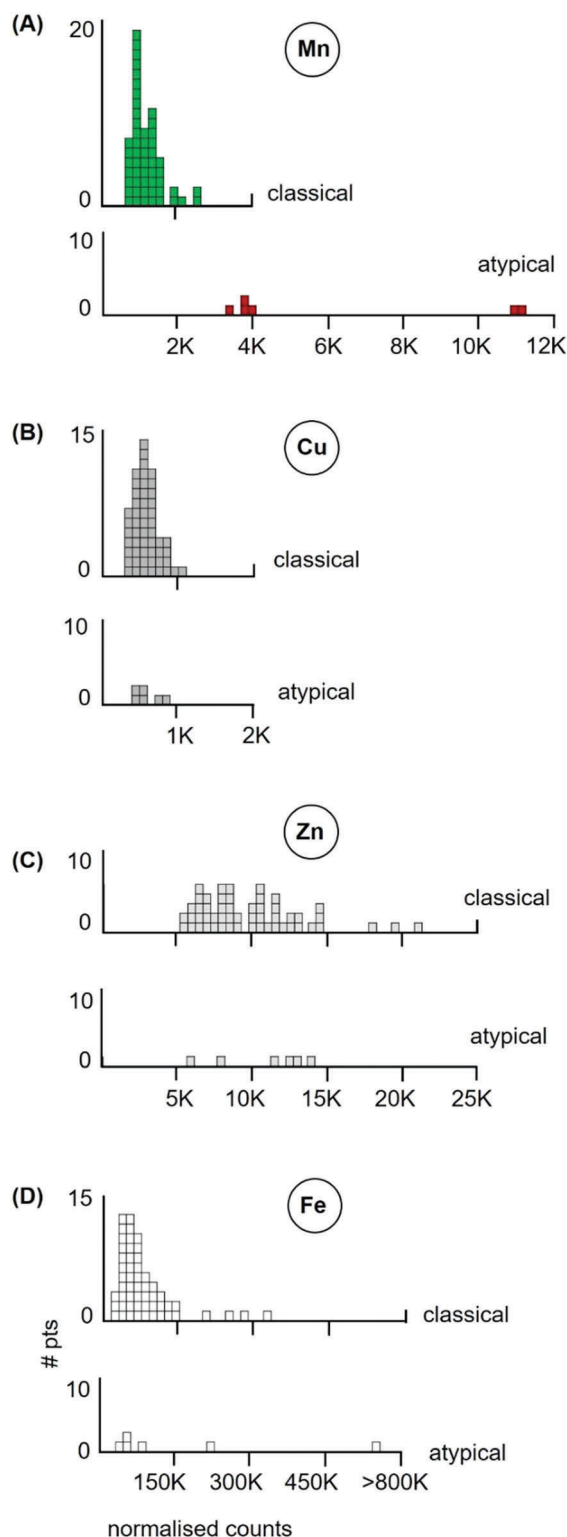 (A)
20
Mn
0
classical
10
atypical
0
2K 4K 6K 8K 10K 12K
(B)
15
Cu
classical
0
10
atypical
0
1K 2K
Zn
(C)
10
classical
0
10
atypical
0
5K 10K 15K 20K 25K
(D)
15
Fe
0
classical
# pts
10
0
atypical
150K 300K 450K >800K
normalised counts